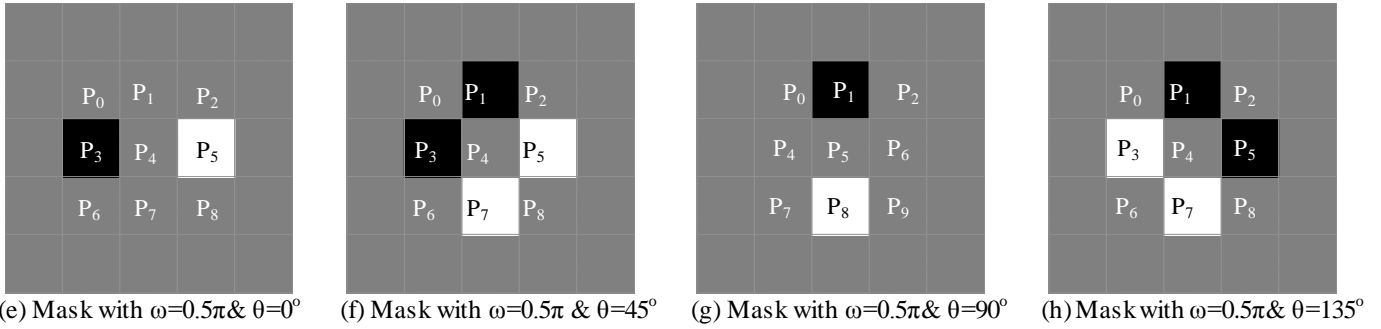 P0 P1 P2 P0 P1 P2 P0 P1 P2 P0 P1 P2
P3 P4 P5 P3 P4 P5 P4 P5 P6 P3 P4 P5
P6 P7 P8 P6 P7 P8 P7 P8 P9 P6 P7 P8
(e) Mask with ω=0.5π& θ=0º (f) Mask with ω=0.5π & θ=45º (g) Mask with ω=0.5π& θ=90º (h) Mask with ω=0.5π& θ=135º